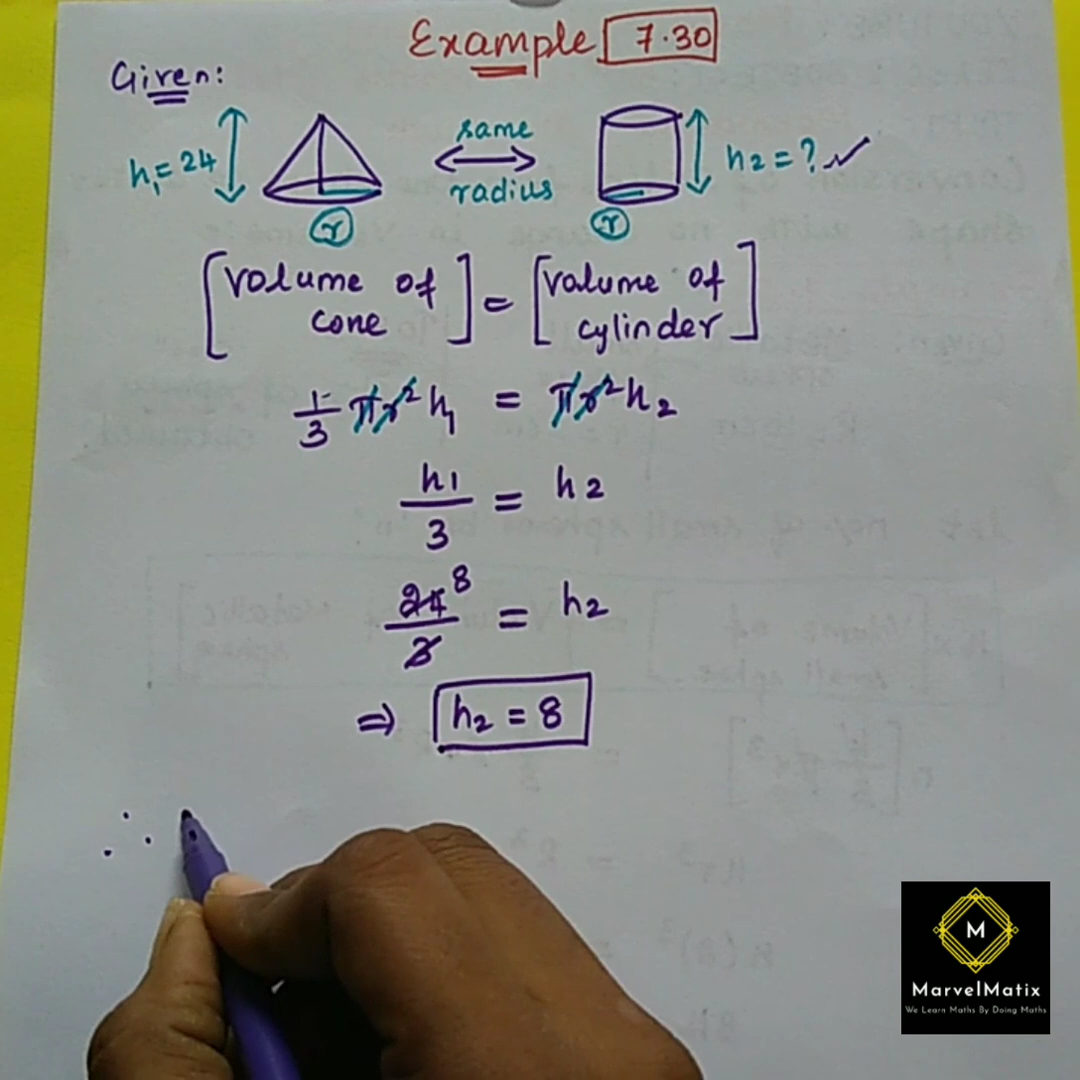 Example 7.30
Given:
h₁ = 24
same
radius
h₂ = ? ✓
r
r
[volume of cone] = [volume of cylinder]
1/3 πr² h₁ = πr² h₂
h₁/3 = h₂
24/3 8 = h₂
⇒ h₂ = 8
∴
M
MarvelMatix
We Learn Maths By Doing Maths